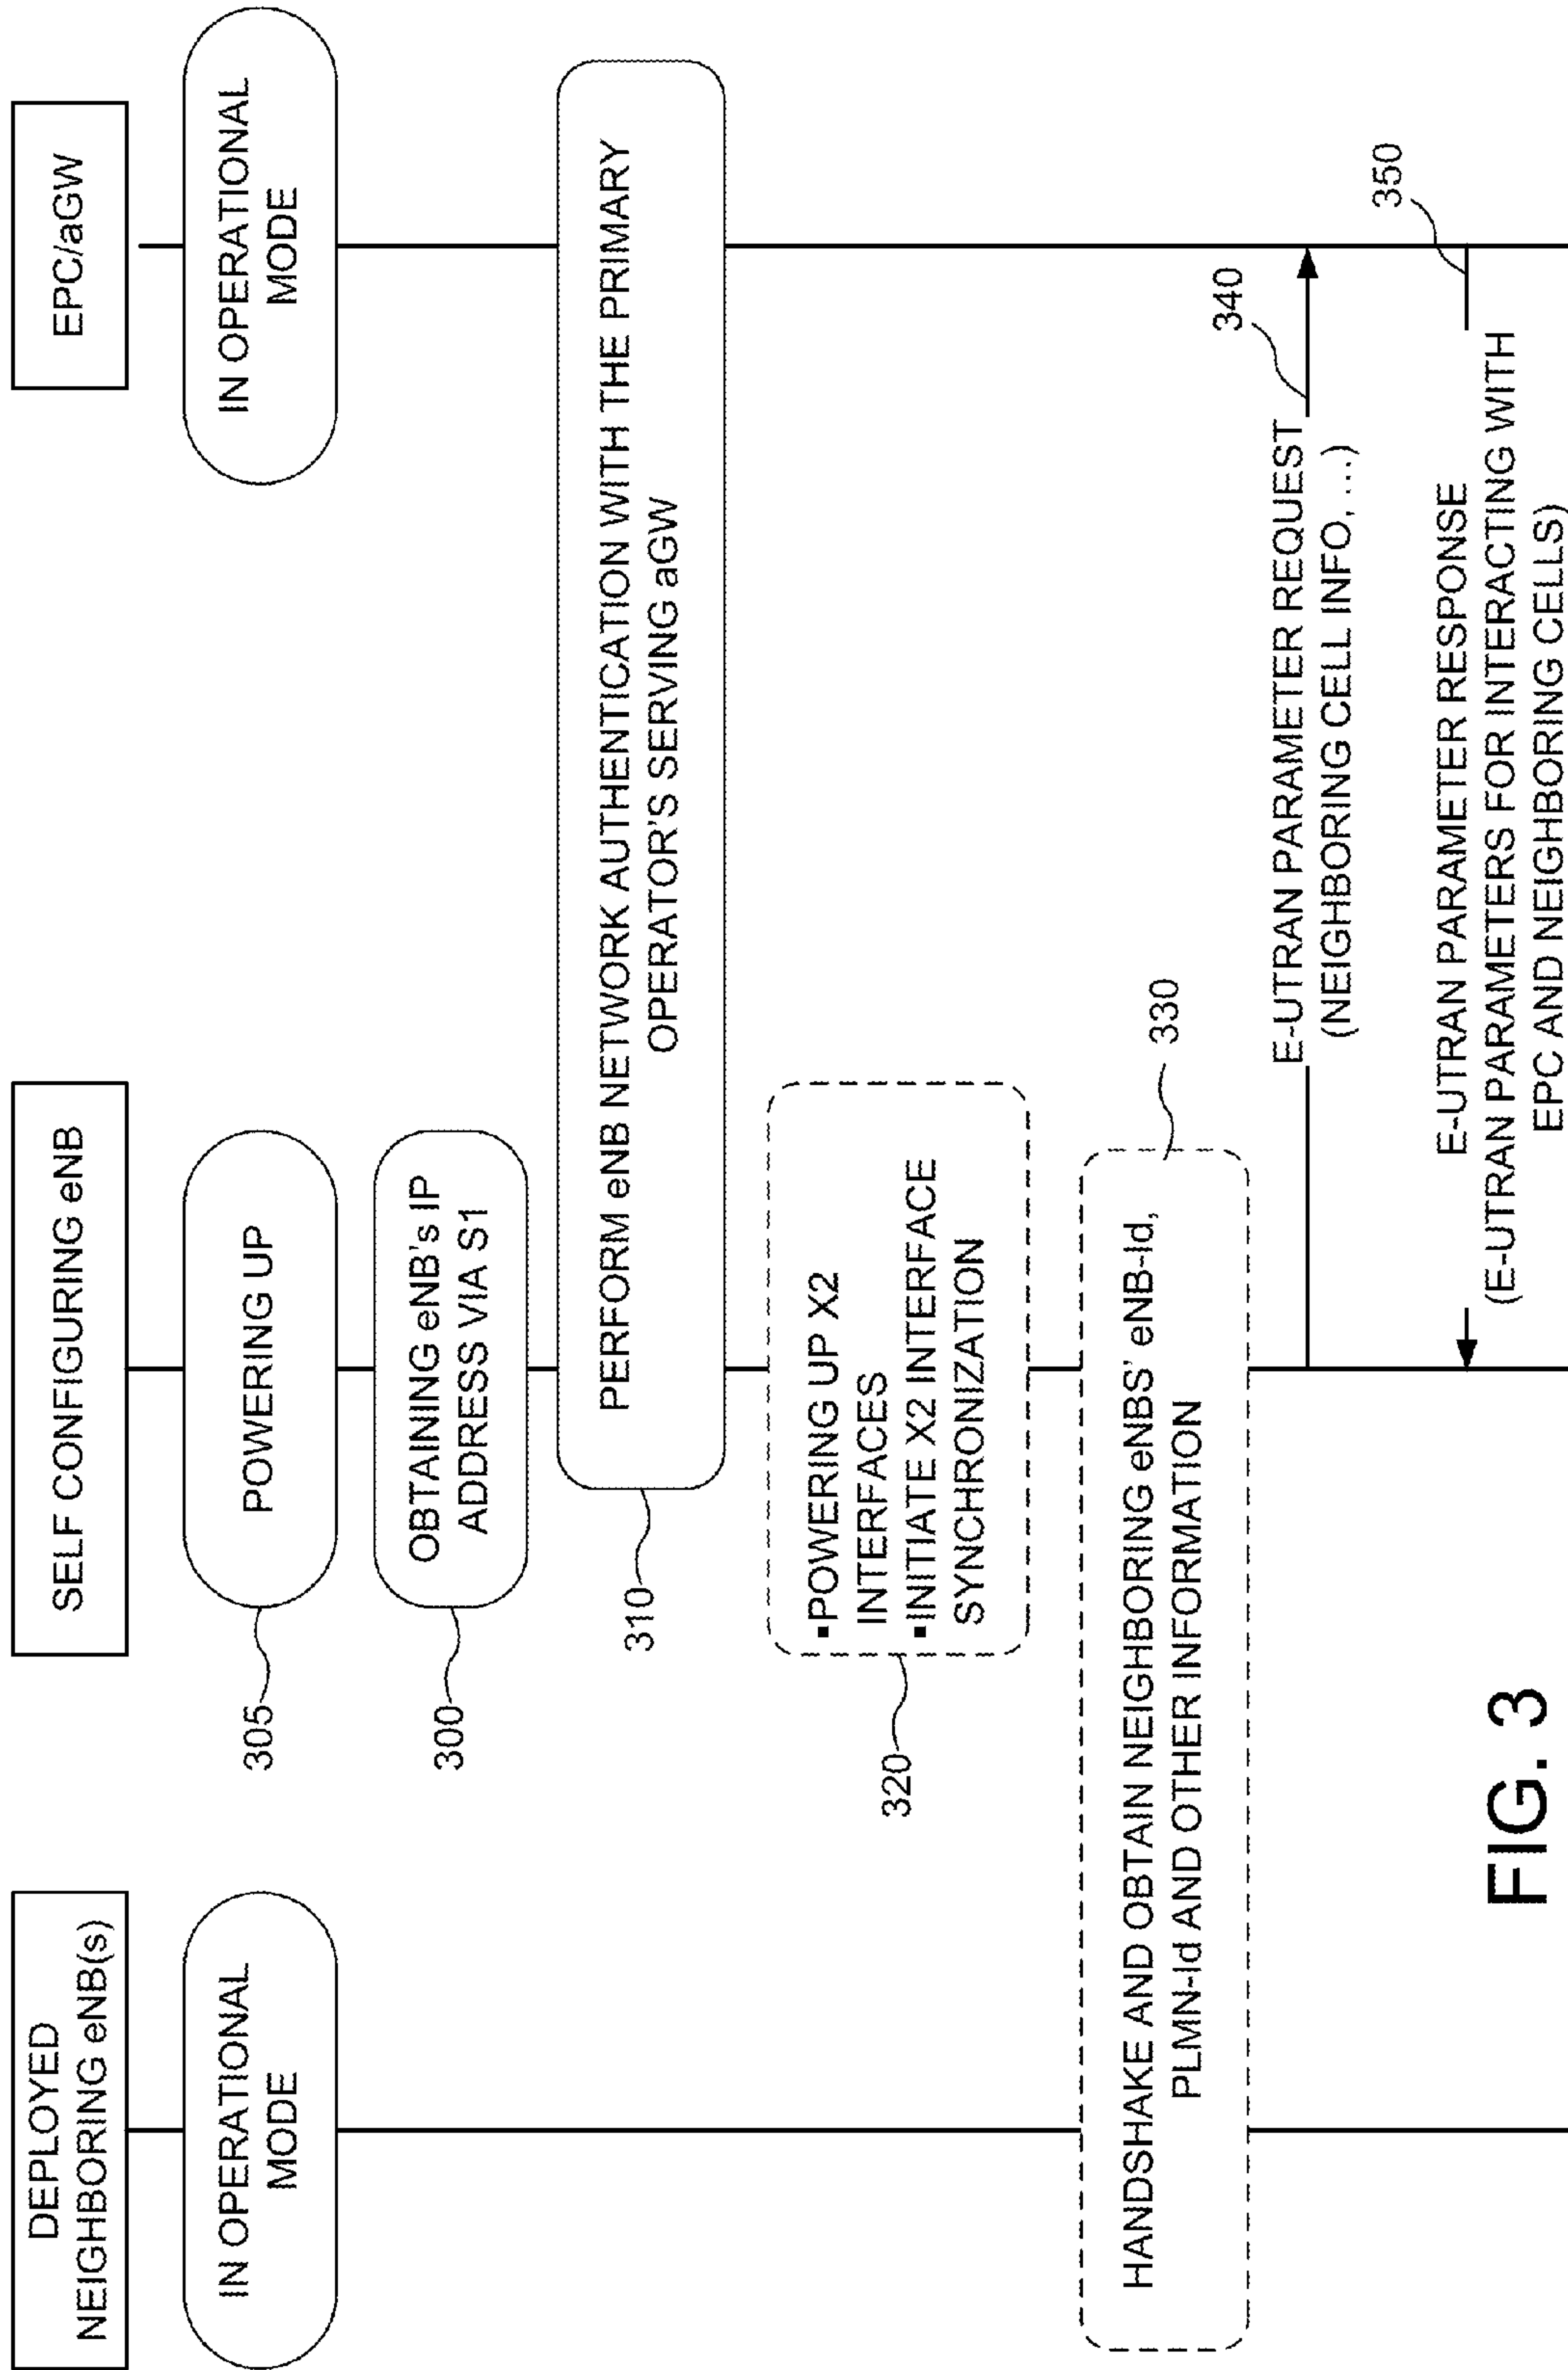 DEPLOYED
NEIGHBORING eNB(s)
SELF CONFIGURING eNB
EPC/aGW
IN OPERATIONAL
MODE
305
POWERING UP
IN OPERATIONAL
MODE
300
OBTAINING eNB's IP
ADDRESS VIA S1
310
PERFORM eNB NETWORK AUTHENTICATION WITH THE PRIMARY
OPERATOR'S SERVING aGW
320
▪POWERING UP X2
INTERFACES
▪INITIATE X2 INTERFACE
SYNCHRONIZATION
HANDSHAKE AND OBTAIN NEIGHBORING eNBS' eNB-Id,
PLMN-Id AND OTHER INFORMATION
330
E-UTRAN PARAMETER REQUEST
(NEIGHBORING CELL INFO, ...)
340
E-UTRAN PARAMETER RESPONSE
(E-UTRAN PARAMETERS FOR INTERACTING WITH
EPC AND NEIGHBORING CELLS)
350
FIG. 3